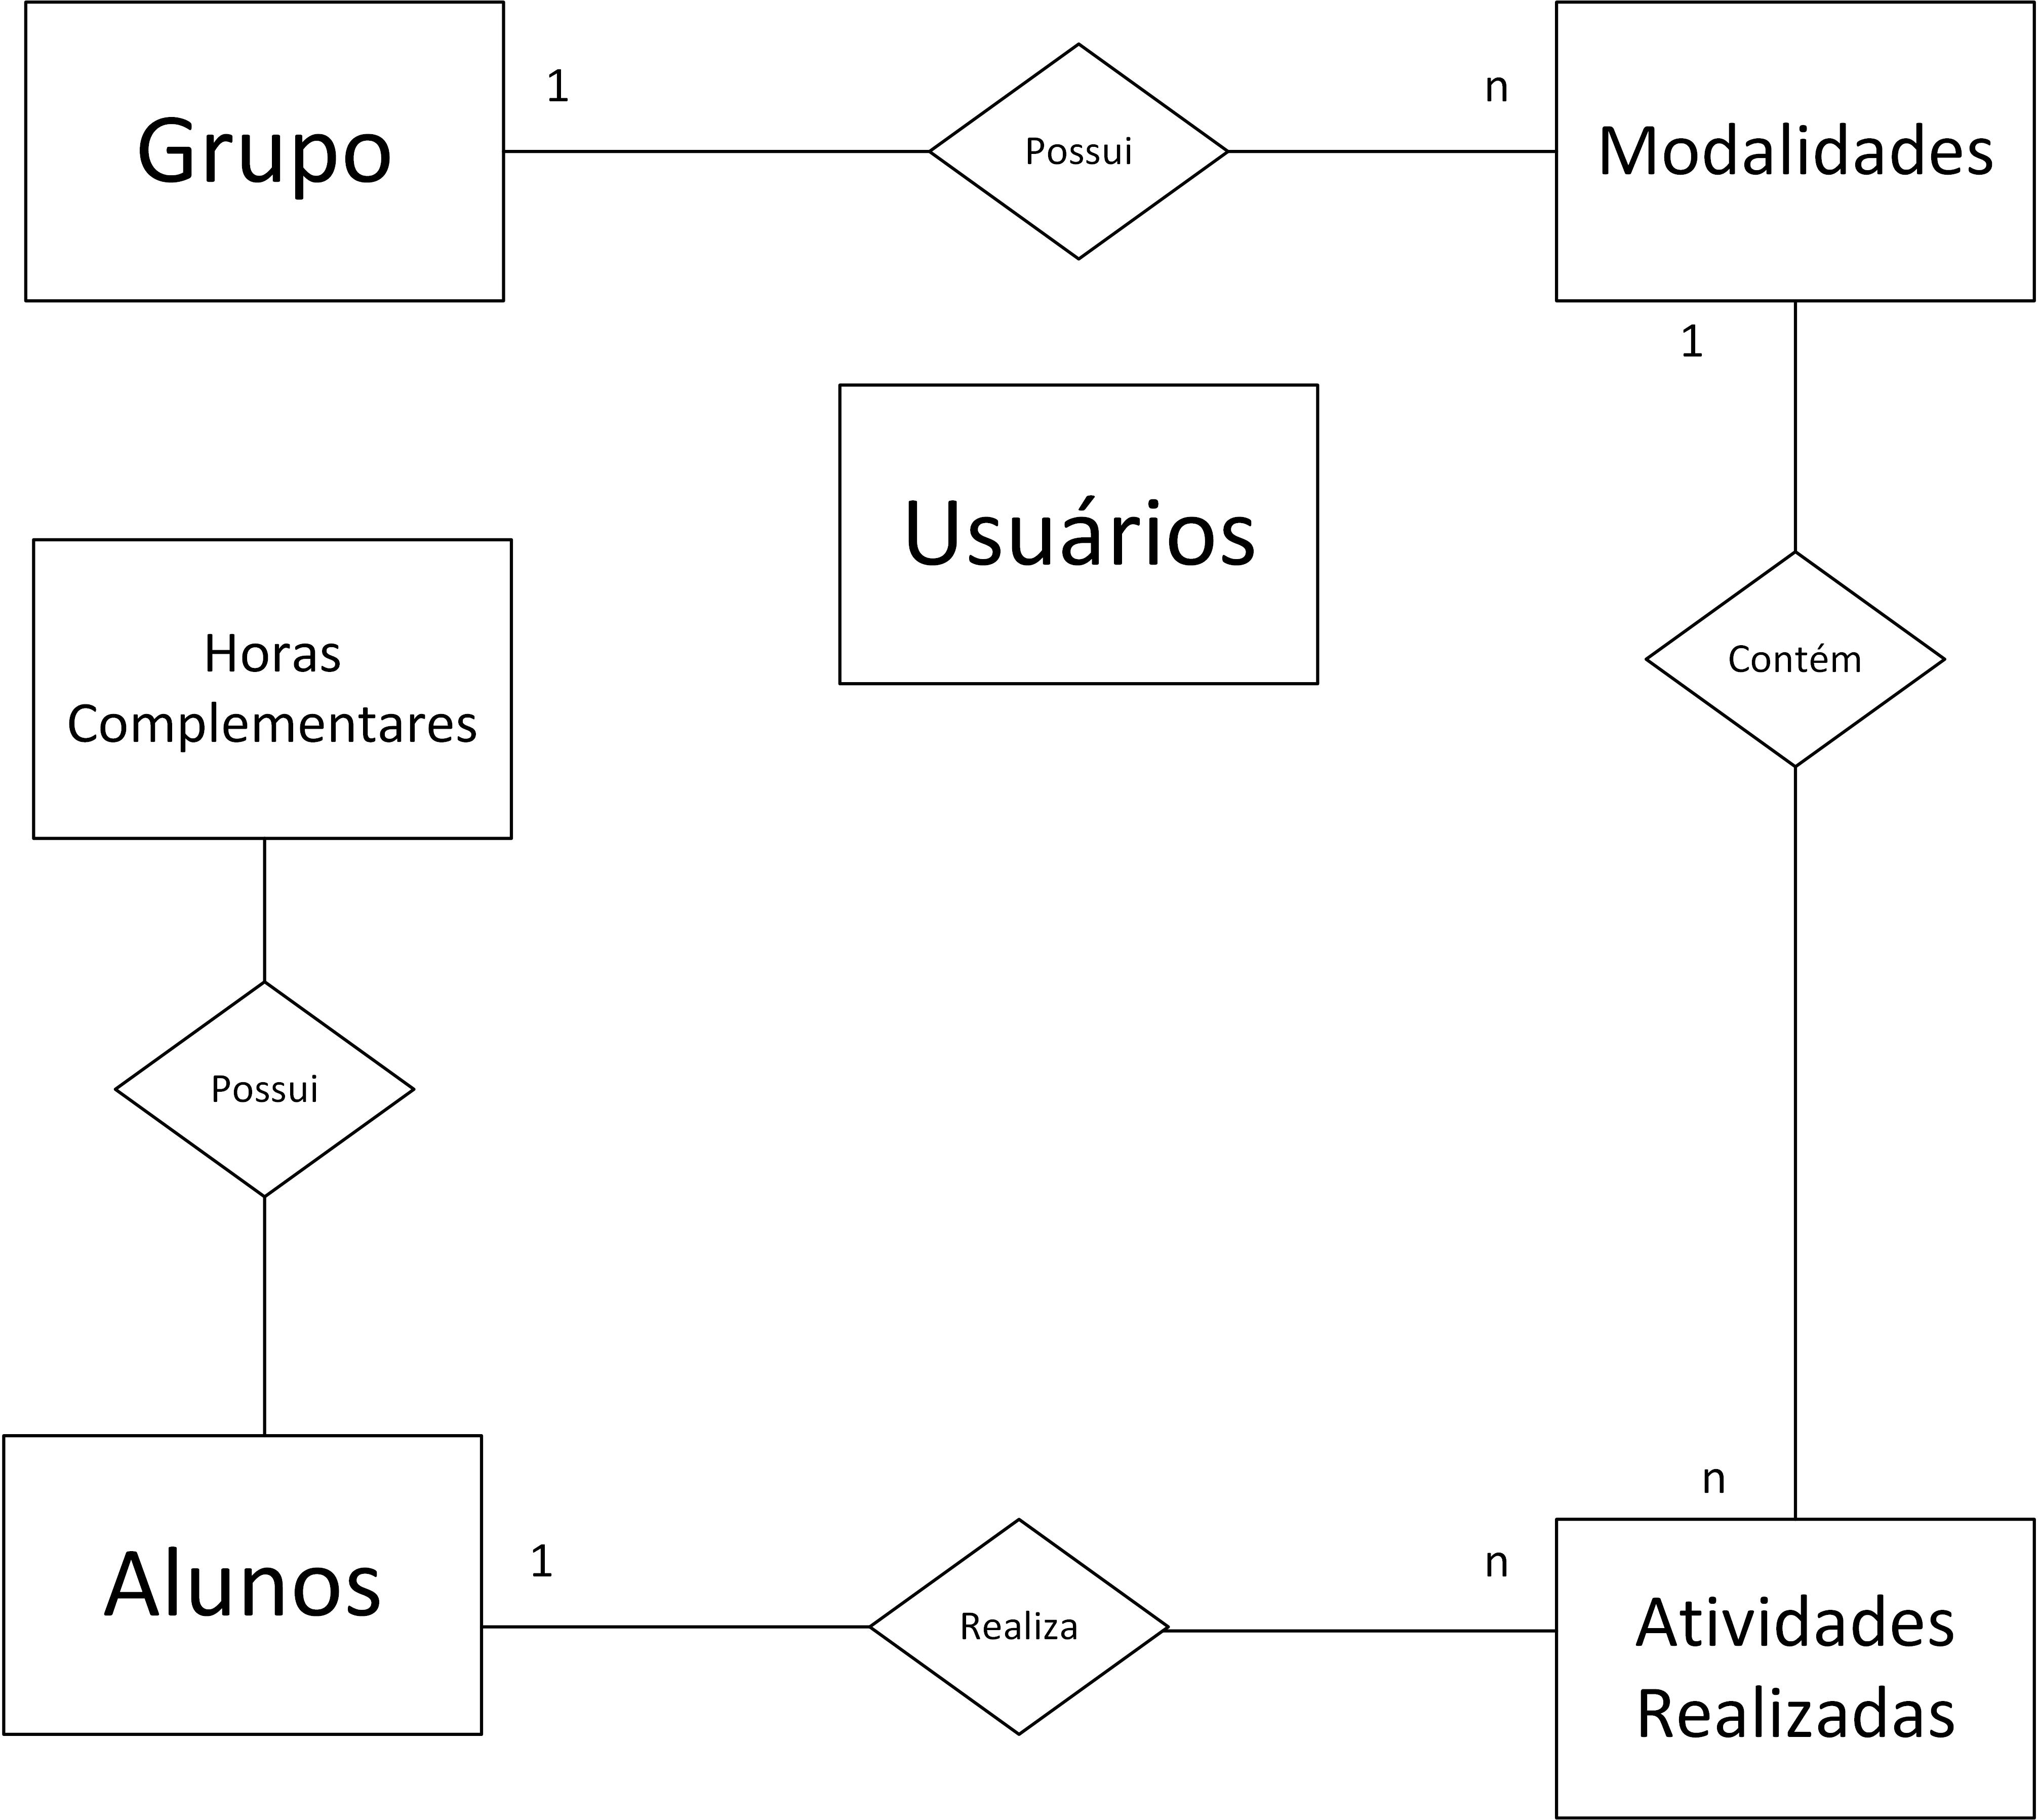 Grupo
1
Possui
n
Modalidades
1
Usuários
Horas
Complementares
Contém
Possui
n
Alunos
1
Realiza
n
Atividades
Realizadas